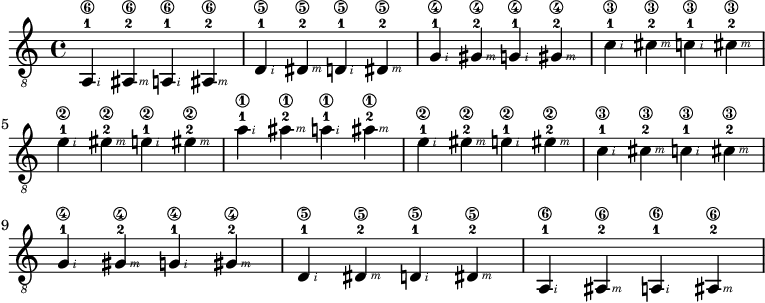 ⑥ ⑥ ⑥ ⑥ ⑤ ⑤ ⑤ ⑤ ④ ④ ④ ④ ③ ③ ③ ③
1 2 1 2 1 2 1 2 1 2 1 2 1 2 1 2
i m i m i m i m i m i m i m i m
8
5
② ② ② ② ① ① ① ① ② ② ② ② ③ ③ ③ ③
1 2 1 2 1 2 1 2 1 2 1 2 1 2 1 2
i m i m i m i m i m i m i m i m
8
9
④ ④ ④ ④ ⑤ ⑤ ⑤ ⑤ ⑥ ⑥ ⑥ ⑥
1 2 1 2 1 2 1 2 1 2 1 2
i m i m i m i m i m i m
8